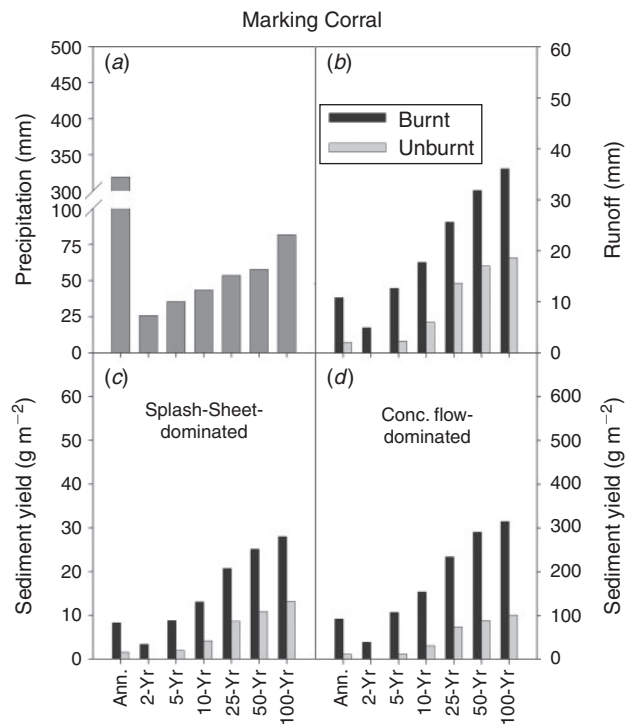 Marking Corral
(a)
(b)
500
450
400
350
300
100
75
50
25
0
Precipitation (mm)
60
50
40
30
20
10
0
Runoff (mm)
Burnt
Unburnt
(c)
Splash-Sheet-
dominated
(d)
Conc. flow-
dominated
60
50
40
30
20
10
0
Sediment yield (g m−2)
600
500
400
300
200
100
0
Sediment yield (g m−2)
Ann.
2-Yr
5-Yr
10-Yr
25-Yr
50-Yr
100-Yr
Ann.
2-Yr
5-Yr
10-Yr
25-Yr
50-Yr
100-Yr